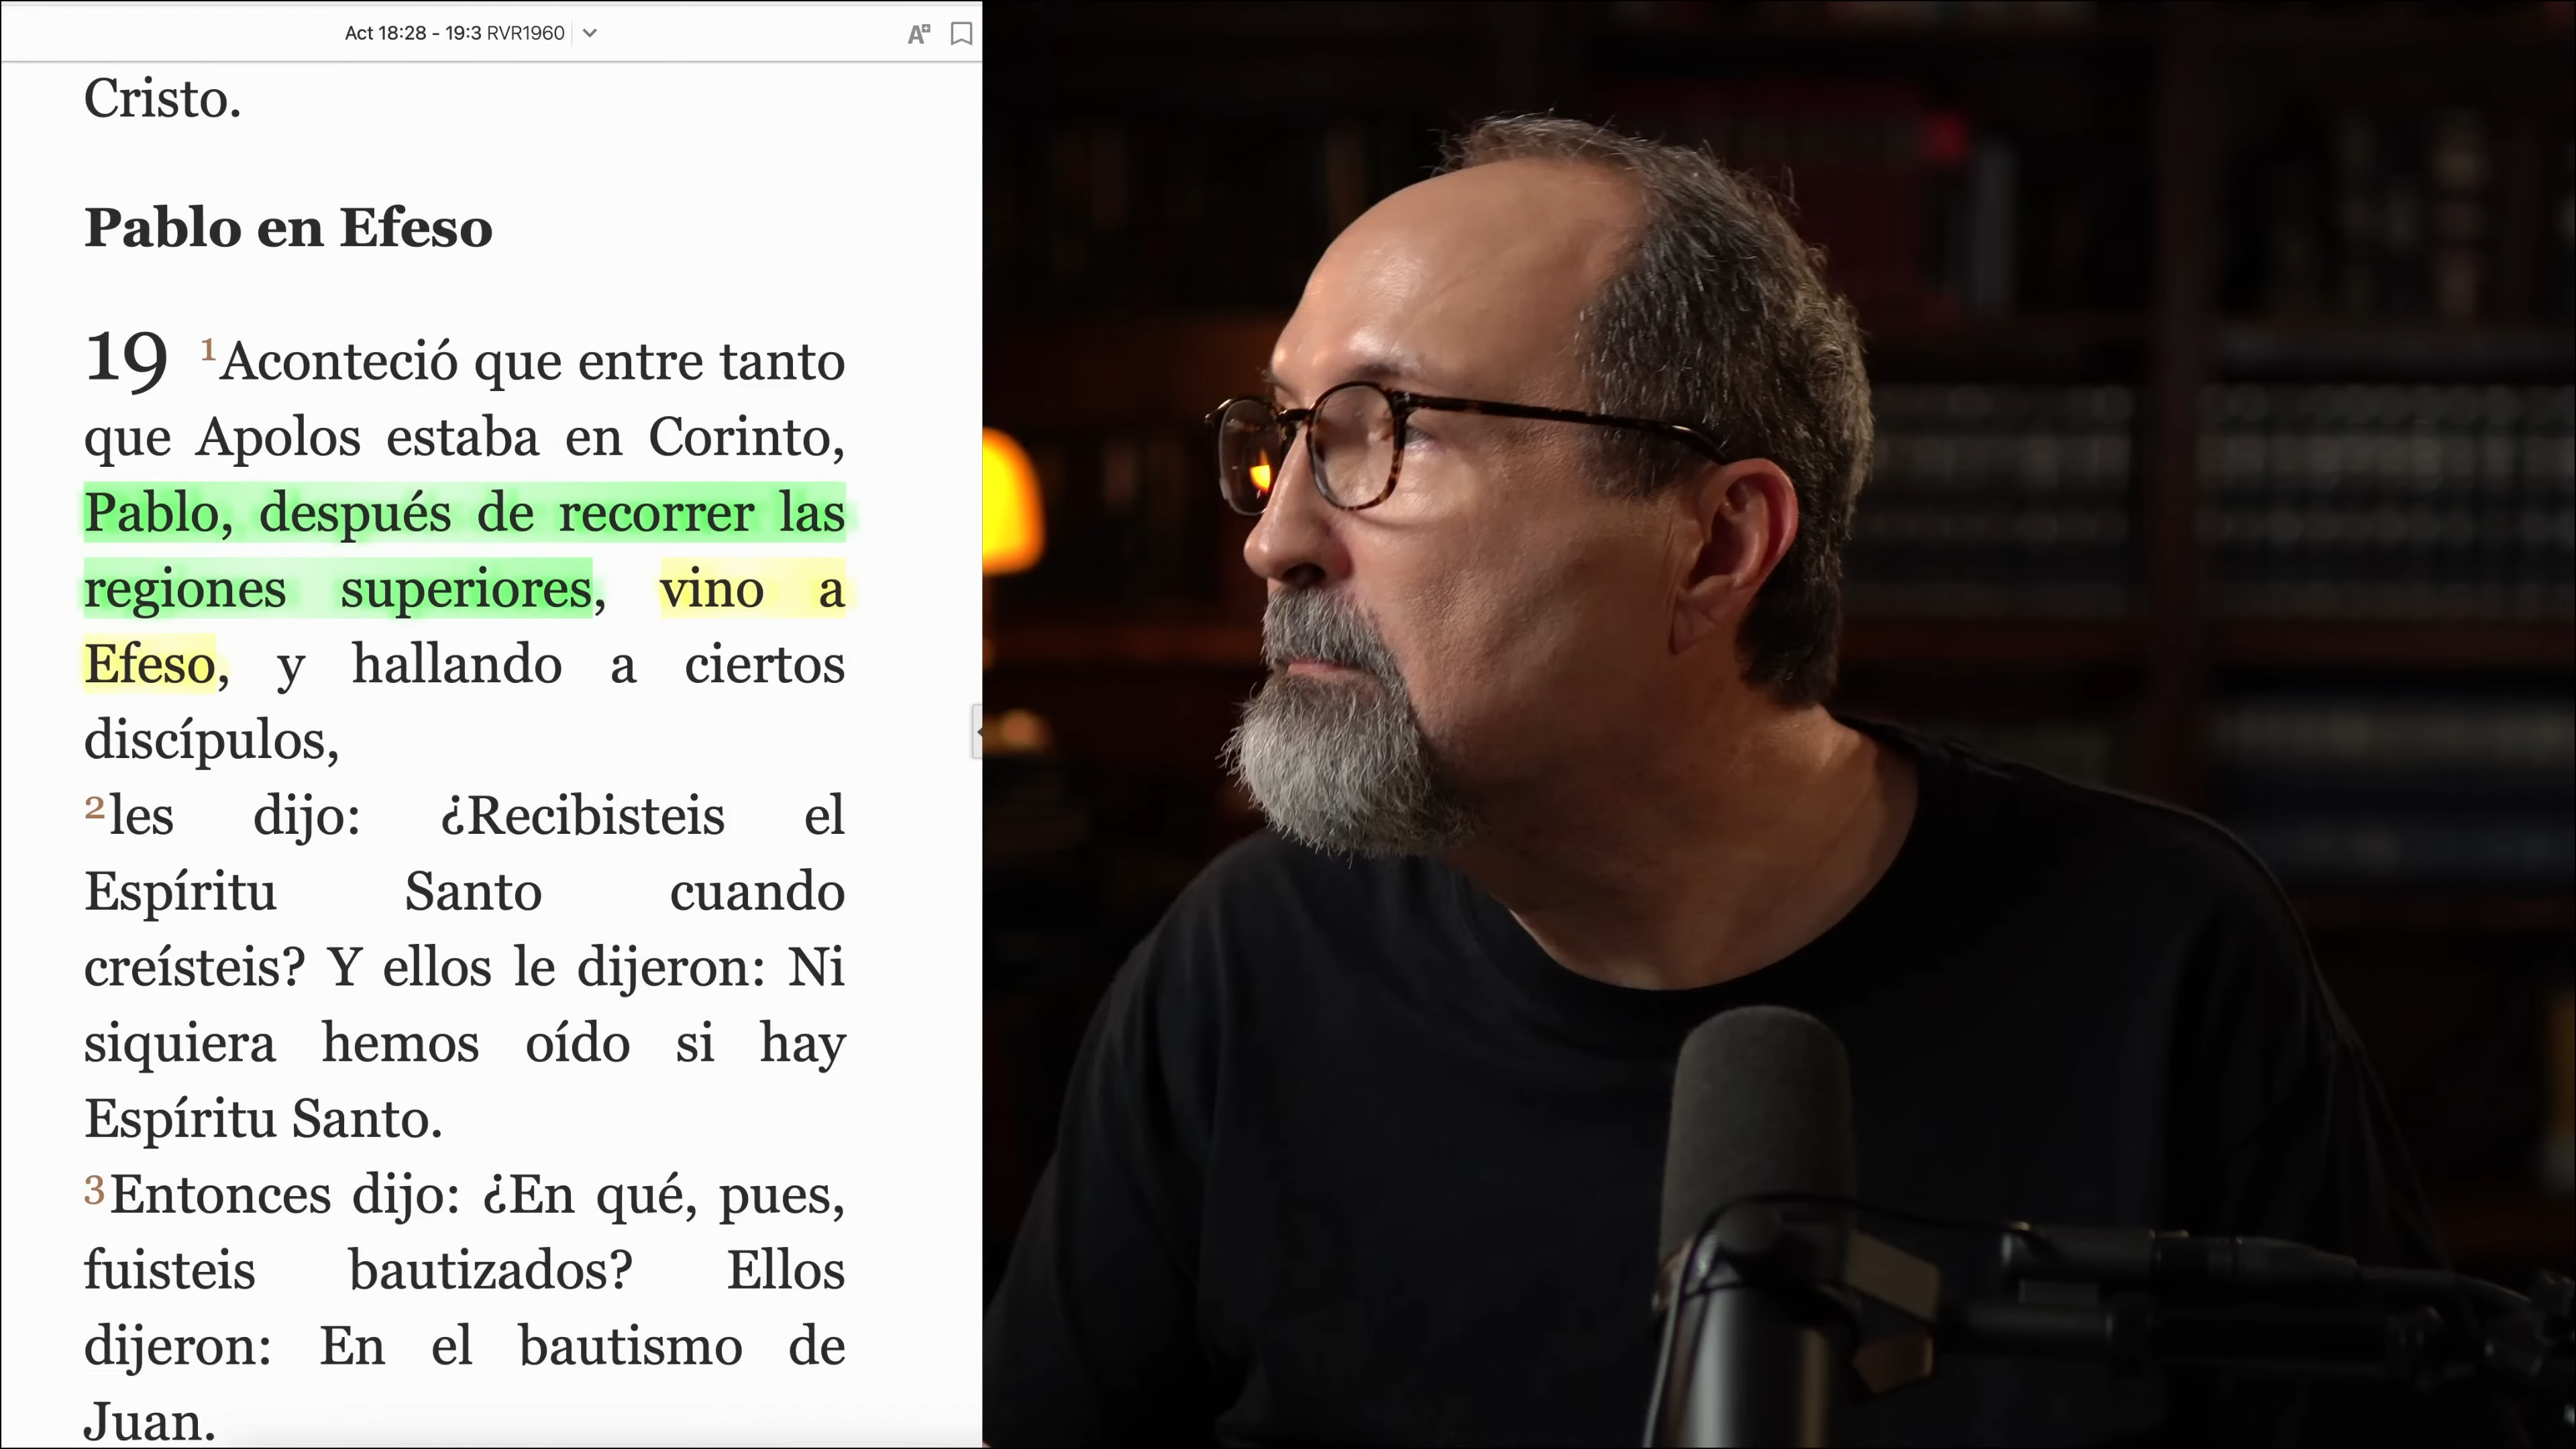 Act 18:28 - 19:3 RVR1960
Cristo.
Pablo en Efeso
19 1Aconteció que entre tanto
que Apolos estaba en Corinto,
Pablo, después de recorrer las
regiones superiores, vino a
Efeso, y hallando a ciertos
discípulos,
2les dijo: ¿Recibisteis el
Espíritu Santo cuando
creísteis? Y ellos le dijeron: Ni
siquiera hemos oído si hay
Espíritu Santo.
3Entonces dijo: ¿En qué, pues,
fuisteis bautizados? Ellos
dijeron: En el bautismo de
Juan.